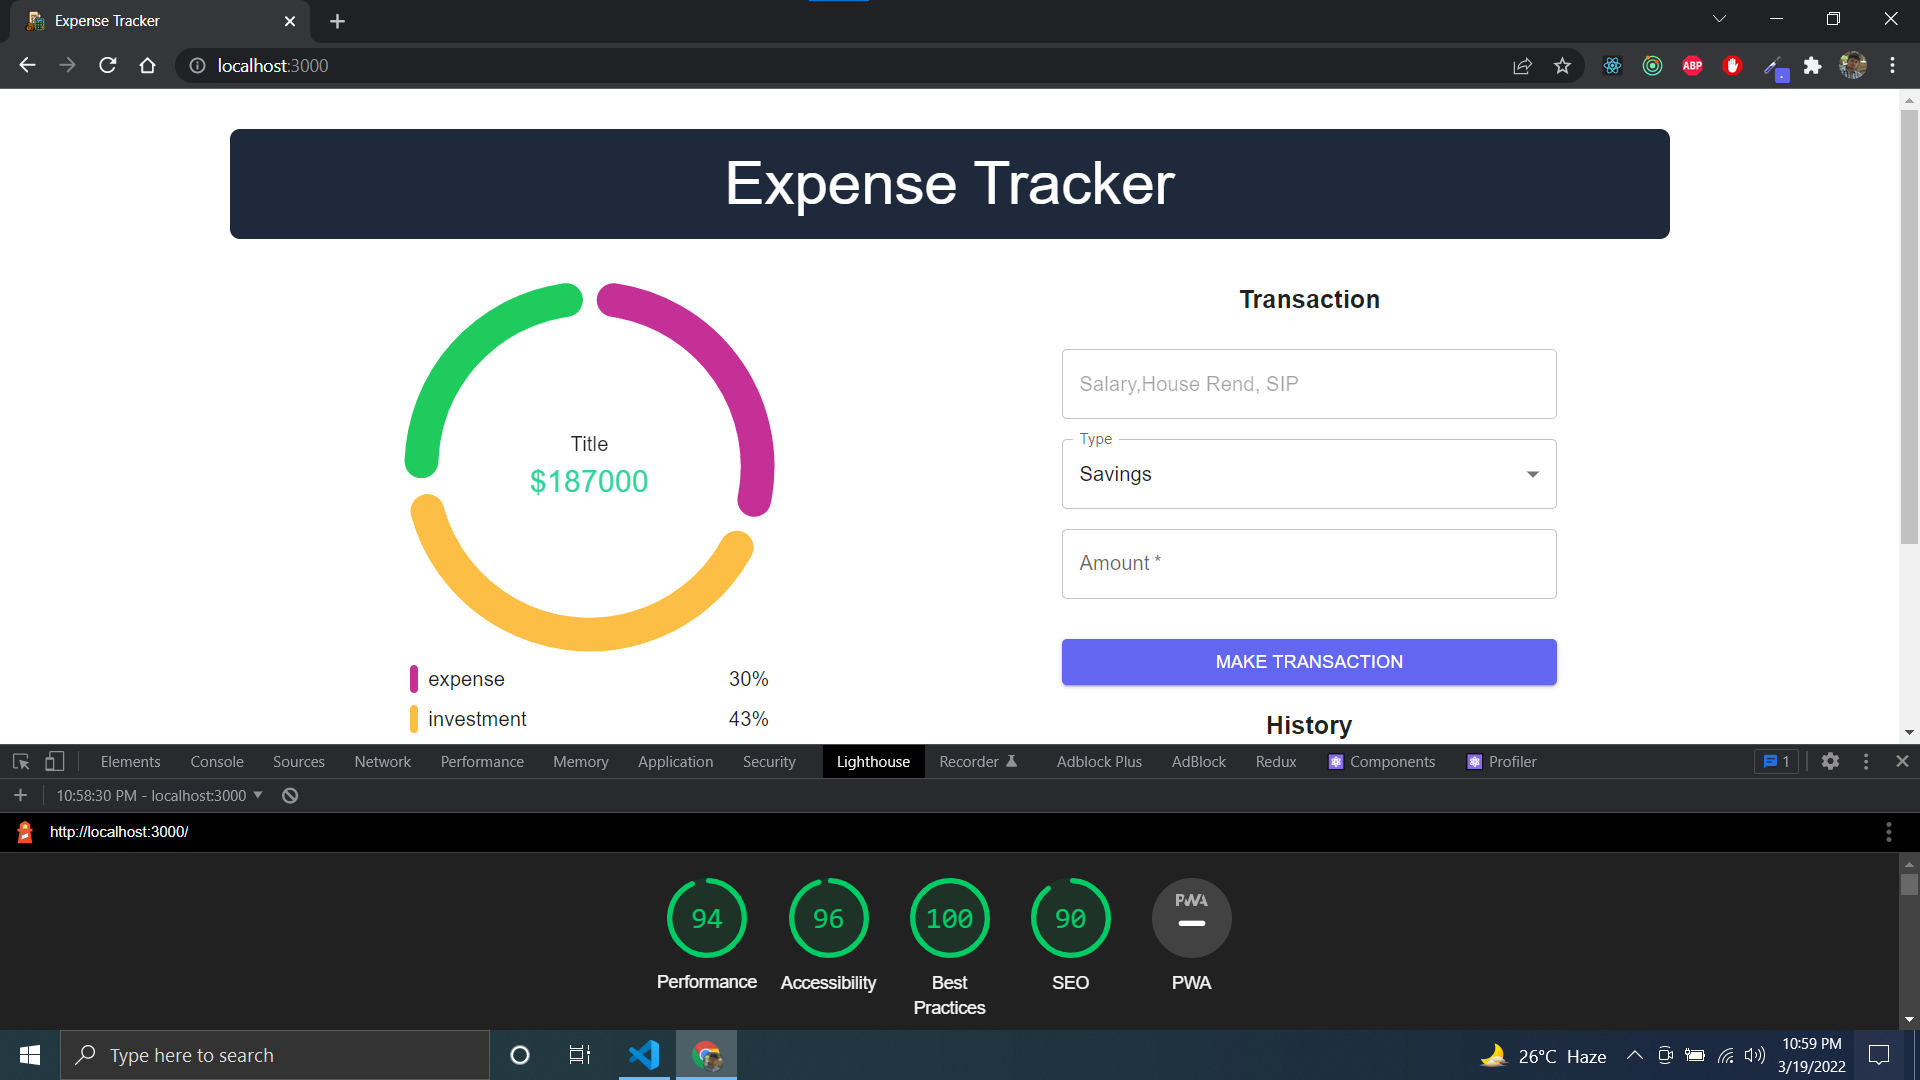 Expense Tracker
localhost:3000
ABP
Expense Tracker
Title
$187000
expense 30%
investment 43%
Transaction
Salary,House Rend, SIP
Type
Savings
Amount *
MAKE TRANSACTION
History
Elements Console Sources Network Performance Memory Application Security Lighthouse Recorder Adblock Plus AdBlock Redux Components Profiler 1
10:58:30 PM - localhost:3000
http://localhost:3000/
94 96 100 90 PWA
Performance Accessibility Best Practices SEO PWA
Type here to search
26°C Haze
10:59 PM
3/19/2022